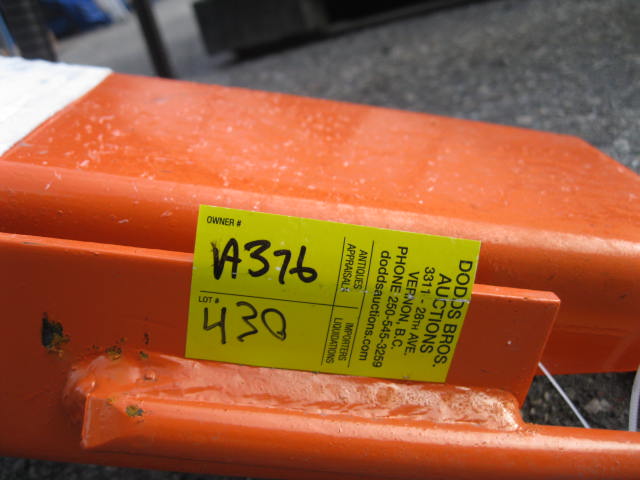 OWNER #
A376
LOT #
430
ANTIQUES
APPRAISALS
IMPORTERS
LIQUIDATIONS
DODDS BROS.
AUCTIONS
3311 - 28TH AVE.
VERNON, B.C.
PHONE 250-545-3259
doddsauctions.com